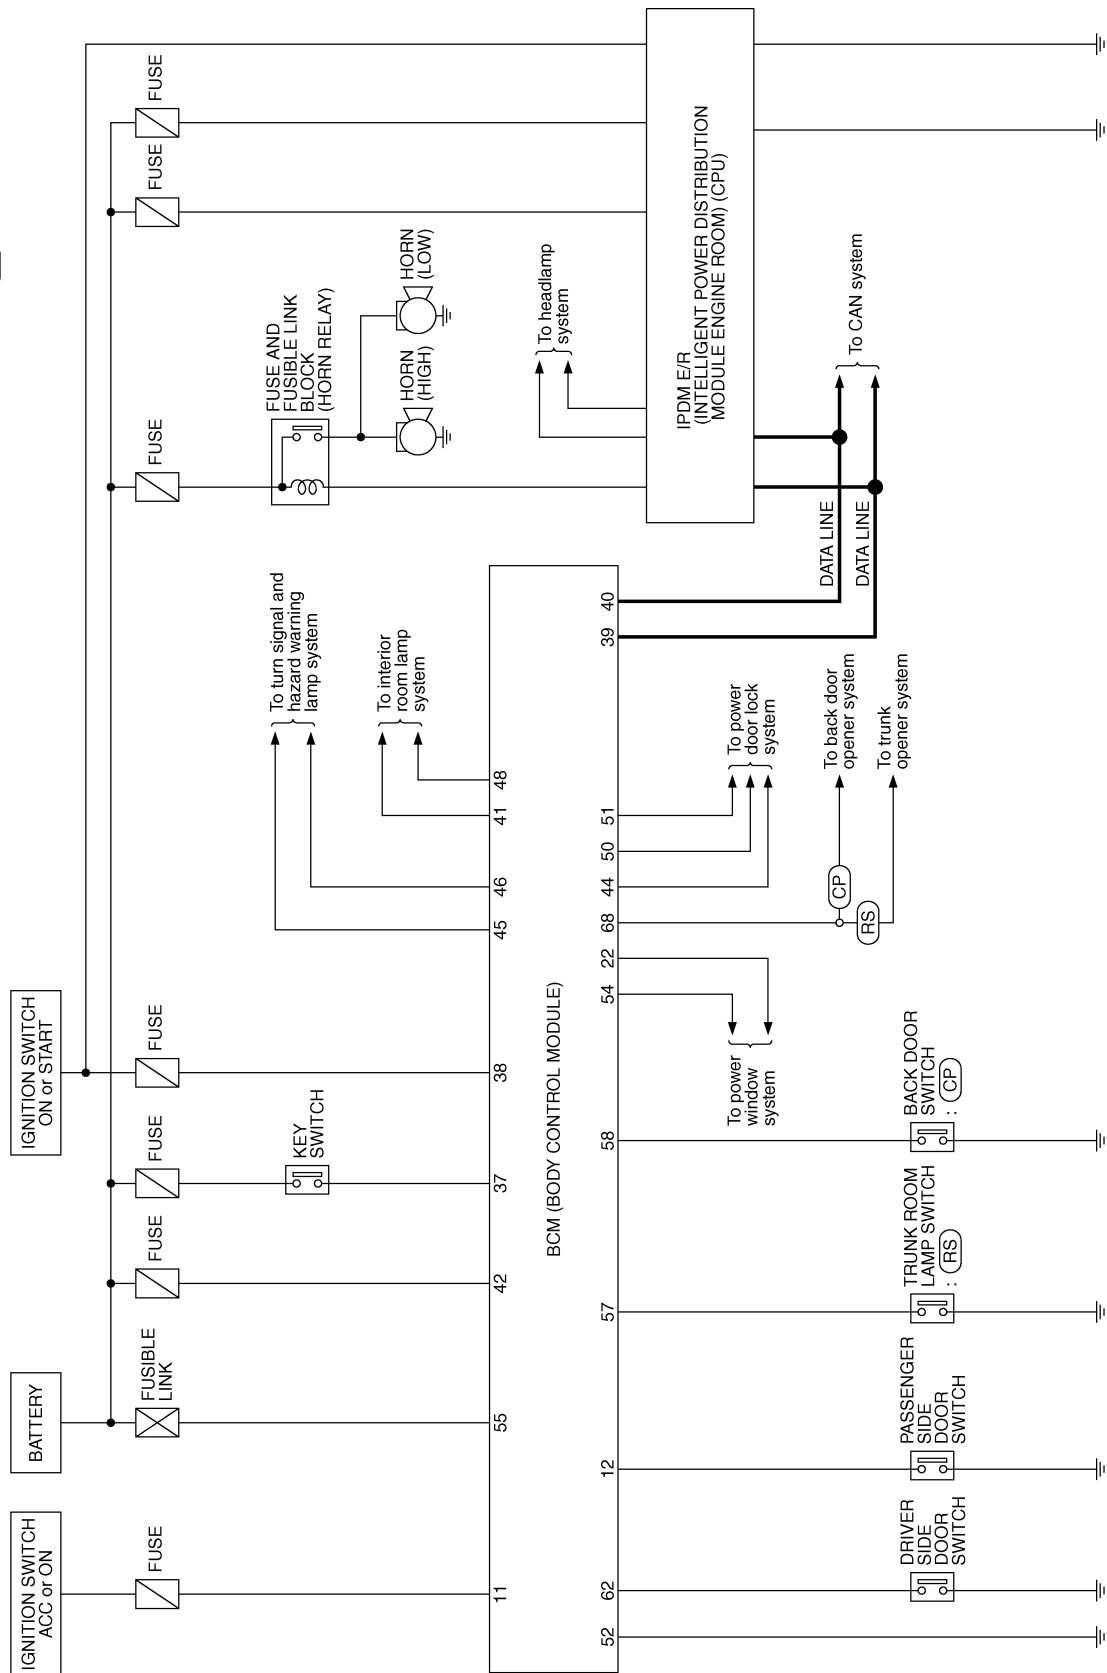 IGNITION SWITCH
ACC or ON
BATTERY
IGNITION SWITCH
ON or START
FUSE
FUSIBLE
LINK
FUSE
FUSE
FUSE
FUSE
FUSE
FUSE
KEY
SWITCH
To turn signal and
hazard warning
lamp system
To interior
room lamp
system
FUSE AND
FUSIBLE LINK
BLOCK
(HORN RELAY)
HORN
(HIGH)
HORN
(LOW)
To headlamp
system
11
55
42
37
38
45
46
41
48
BCM (BODY CONTROL MODULE)
IPDM E/R
(INTELLIGENT POWER DISTRIBUTION
MODULE ENGINE ROOM) (CPU)
52
62
12
57
58
54
22
68
44
50
51
39
40
To power
window
system
To power
door lock
system
DATA LINE
DATA LINE
To CAN system
CP
RS
To back door
opener system
To trunk
opener system
DRIVER
SIDE
DOOR
SWITCH
PASSENGER
SIDE
DOOR
SWITCH
TRUNK ROOM
LAMP SWITCH
: RS
BACK DOOR
SWITCH
: CP